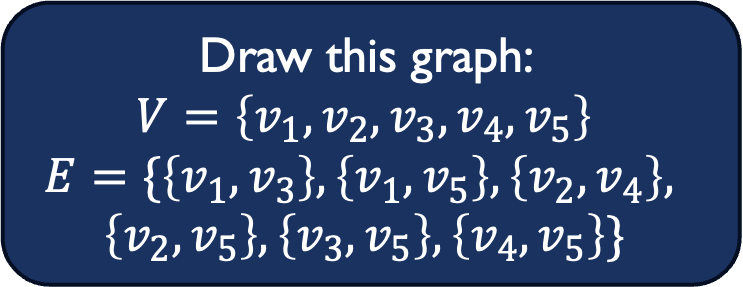 Draw this graph:
V = {v₁, v₂, v₃, v₄, v₅}
E = {{v₁, v₃}, {v₁, v₅}, {v₂, v₄},
{v₂, v₅}, {v₃, v₅}, {v₄, v₅}}